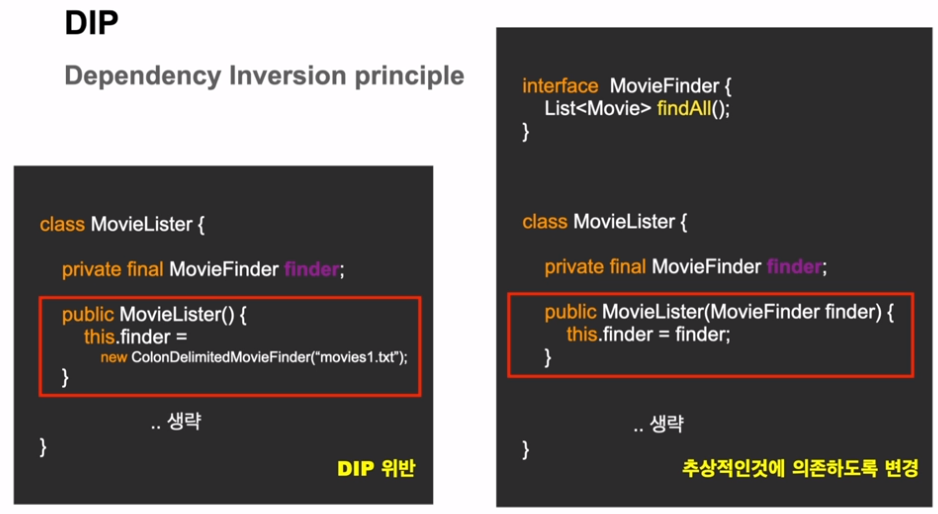 DIP
Dependency Inversion principle
class MovieLister {
private final MovieFinder finder;
public MovieLister() {
this.finder =
new ColonDelimitedMovieFinder(“movies1.txt”);
}
.. 생략
}
DIP 위반
interface MovieFinder {
List<Movie> findAll();
}
class MovieLister {
private final MovieFinder finder;
public MovieLister(MovieFinder finder) {
this.finder = finder;
}
.. 생략
}
추상적인것에 의존하도록 변경